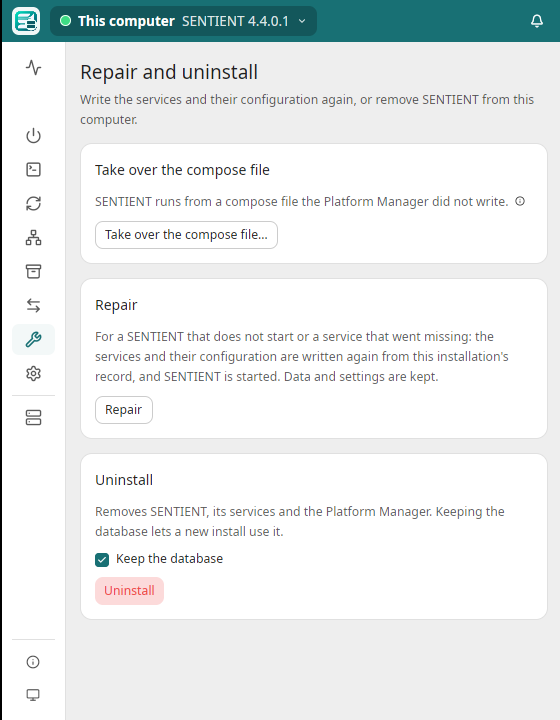 This computer SENTIENT 4.4.0.1
Repair and uninstall
Write the services and their configuration again, or remove SENTIENT from this
computer.
Take over the compose file
SENTIENT runs from a compose file the Platform Manager did not write.
Take over the compose file...
Repair
For a SENTIENT that does not start or a service that went missing: the
services and their configuration are written again from this installation's
record, and SENTIENT is started. Data and settings are kept.
Repair
Uninstall
Removes SENTIENT, its services and the Platform Manager. Keeping the
database lets a new install use it.
Keep the database
Uninstall